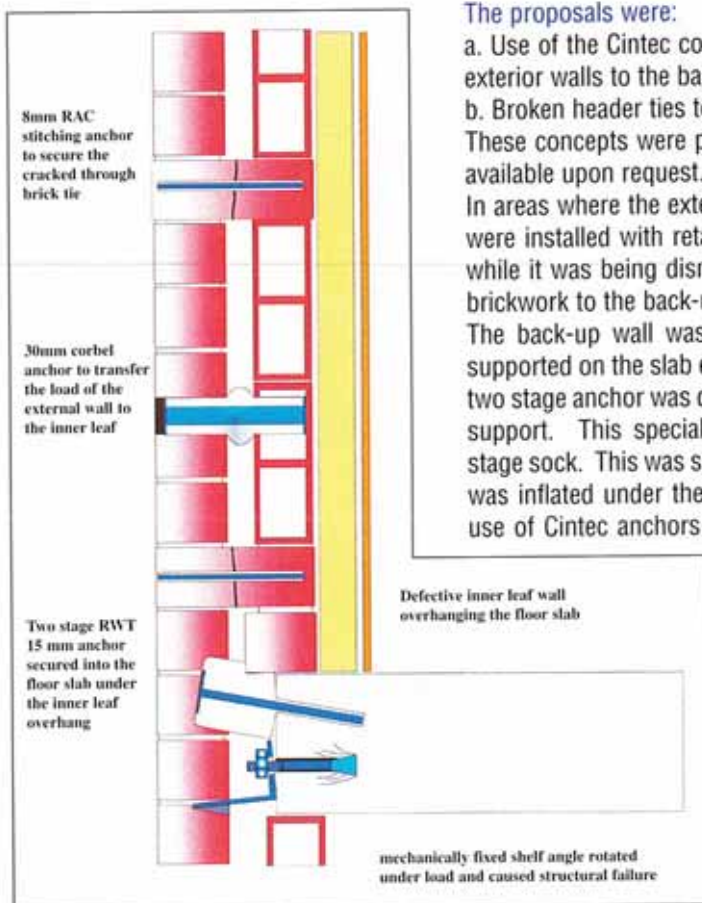 The proposals were:
a. Use of the Cintec co
exterior walls to the ba
b. Broken header ties to
These concepts were p
available upon request.
In areas where the exte
were installed with reta
while it was being disr
brickwork to the back-u
The back-up wall was
supported on the slab e
two stage anchor was d
support. This special
stage sock. This was s
was inflated under the
use of Cintec anchors
8mm RAC
stitching anchor
to secure the
cracked through
brick tie
30mm corbel
anchor to transfer
the load of the
external wall to
the inner leaf
Two stage RWT
15 mm anchor
secured into the
floor slab under
the inner leaf
overhang
Defective inner leaf wall
overhanging the floor slab
mechanically fixed shelf angle rotated
under load and caused structural failure